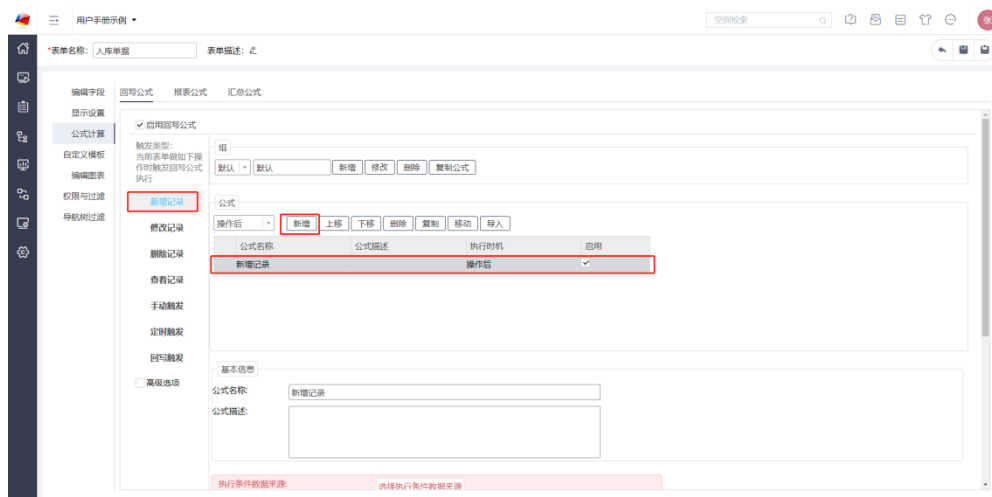 用户手册示例
空间检索
张
*表单名称: 入库单据 表单描述:
编辑字段
显示设置
公式计算
自定义模板
编辑图表
权限与过滤
导航树过滤
回写公式 报表公式 汇总公式
启用回写公式
触发类型:
当前表单做如下操
作时触发回写公式
执行
新增记录
修改记录
删除记录
查看记录
手动触发
定时触发
回写触发
高级选项
组
默认 默认 新增 修改 删除 复制公式
公式
操作后 新增 上移 下移 删除 复制 移动 导入
公式名称 公式描述 执行时机 启用
新增记录 操作后
基本信息
公式名称: 新增记录
公式描述:
执行条件数据来源: 选择执行条件数据来源